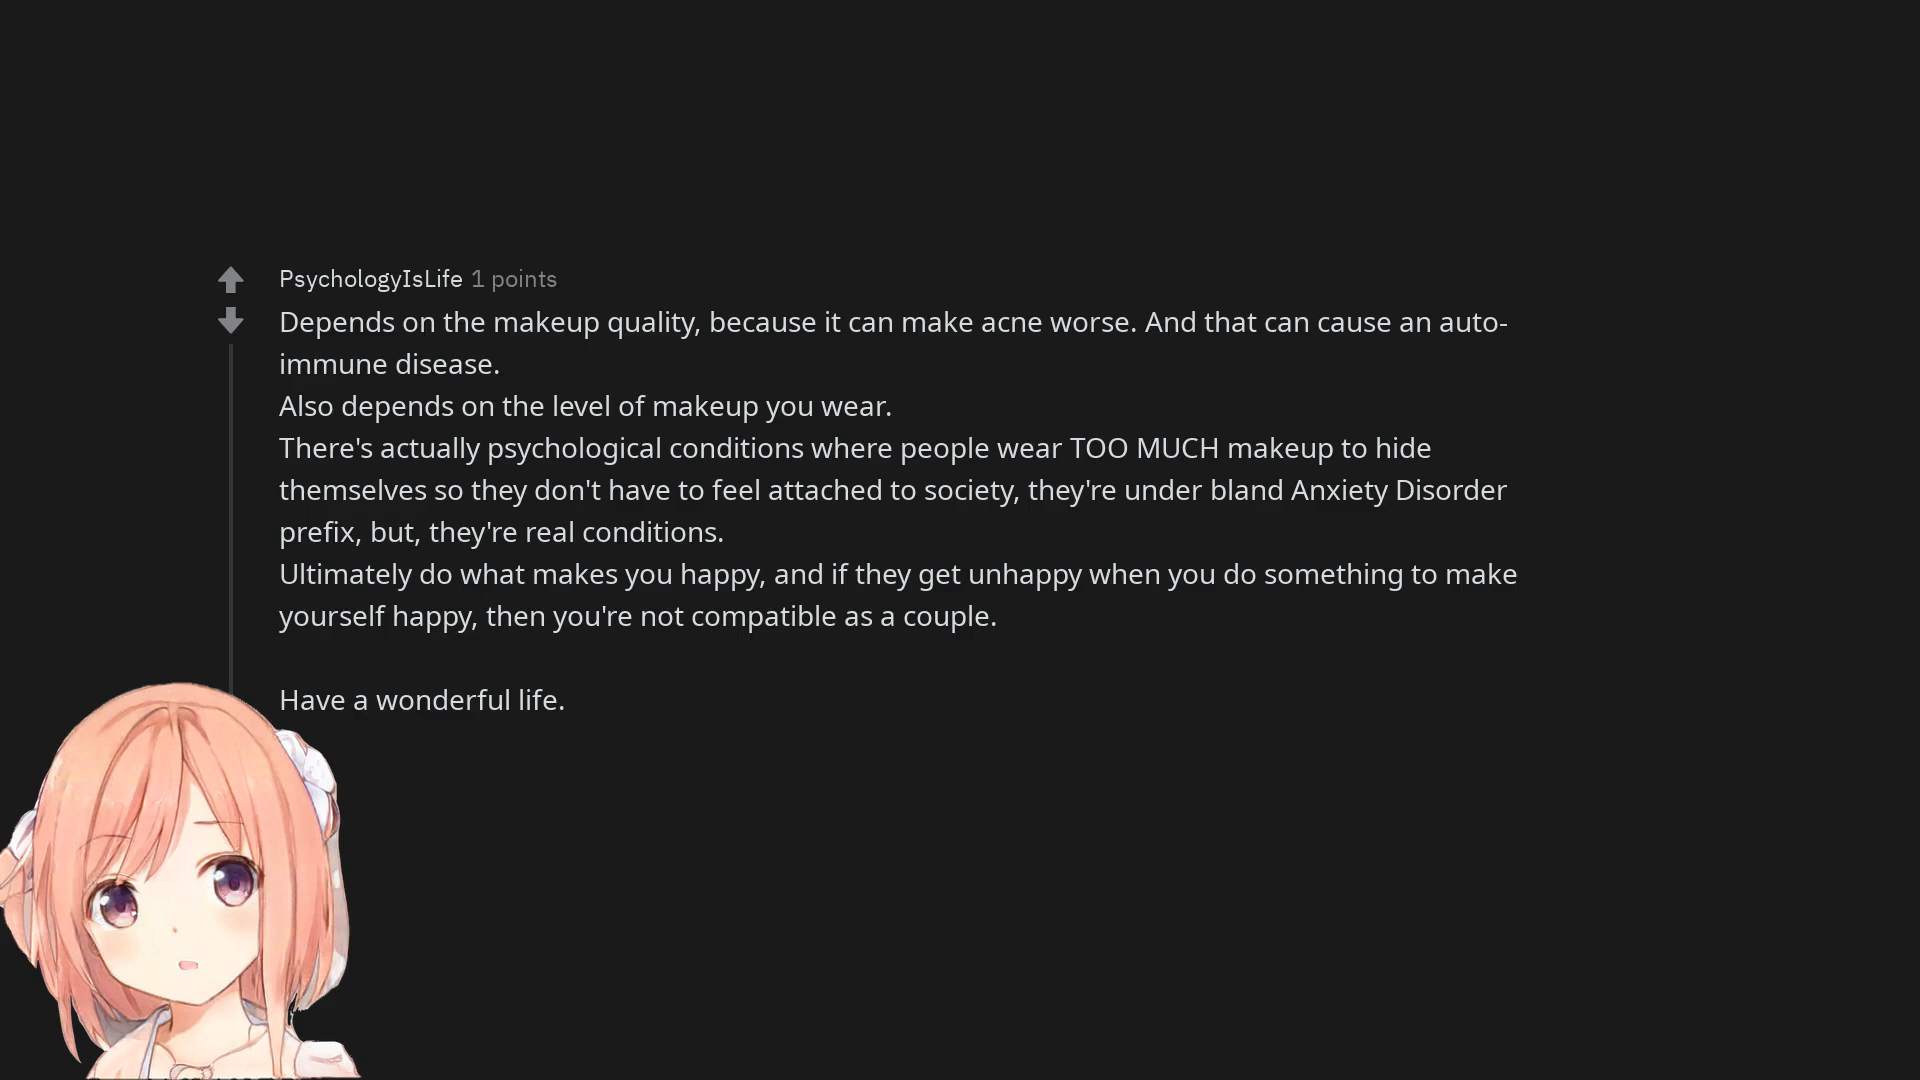 PsychologyIsLife 1 points
Depends on the makeup quality, because it can make acne worse. And that can cause an auto-
immune disease.
Also depends on the level of makeup you wear.
There's actually psychological conditions where people wear TOO MUCH makeup to hide
themselves so they don't have to feel attached to society, they're under bland Anxiety Disorder
prefix, but, they're real conditions.
Ultimately do what makes you happy, and if they get unhappy when you do something to make
yourself happy, then you're not compatible as a couple.
Have a wonderful life.